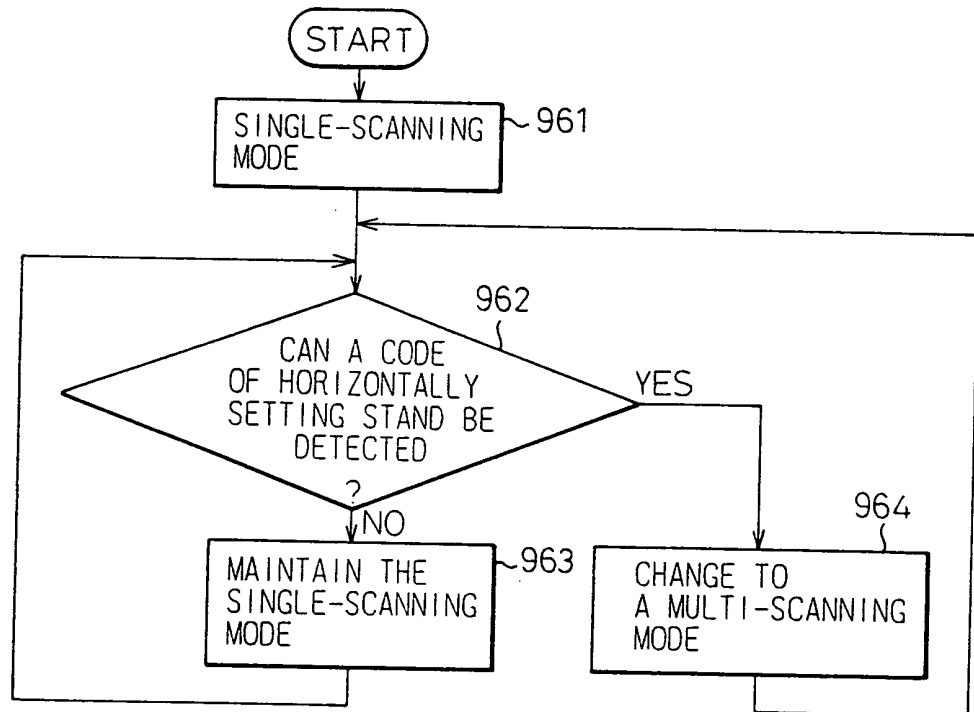 START
SINGLE-SCANNING
MODE
961
962
CAN A CODE
OF HORIZONTALLY
SETTING STAND BE
DETECTED
?
YES
NO
MAINTAIN THE
SINGLE-SCANNING
MODE
963
964
CHANGE TO
A MULTI-SCANNING
MODE